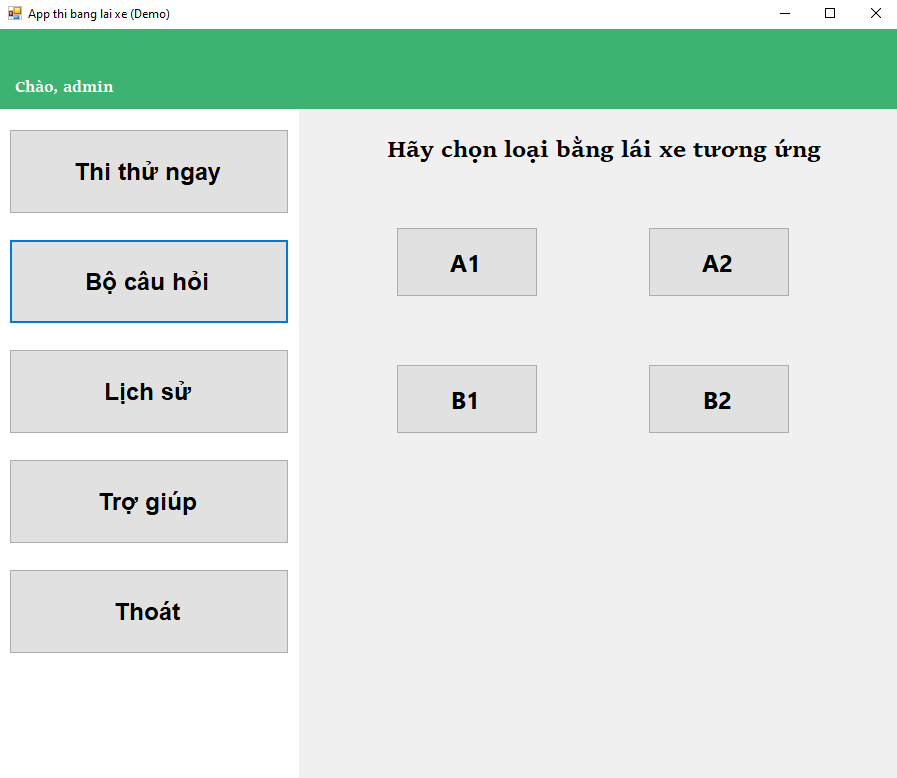 App thi bang lai xe (Demo)
Chào, admin
Thi thử ngay
Bộ câu hỏi
Lịch sử
Trợ giúp
Thoát
Hãy chọn loại bằng lái xe tương ứng
A1
A2
B1
B2